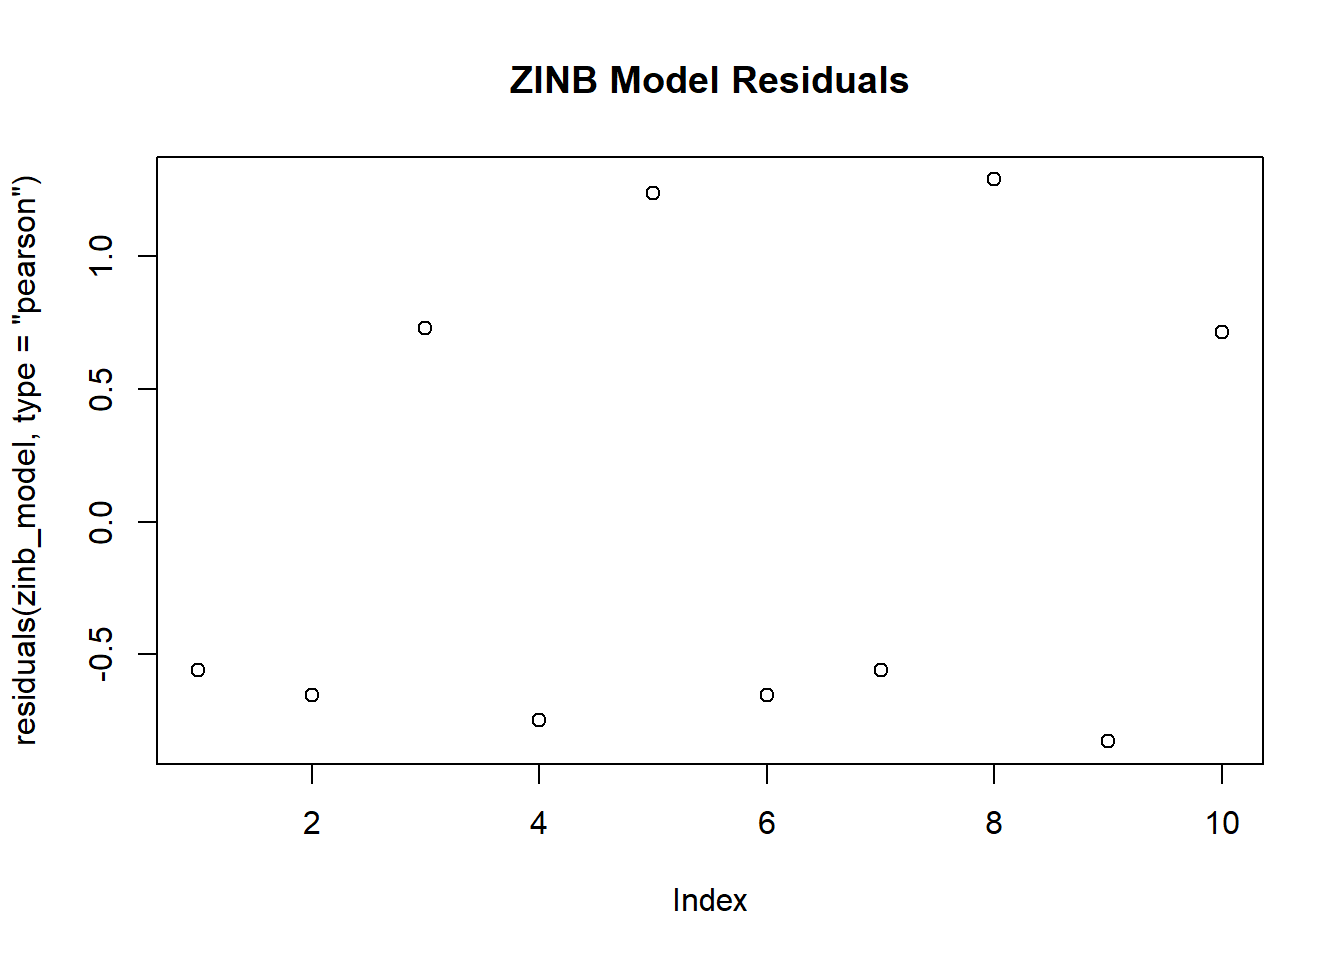 ZINB Model Residuals
residuals(zinb_model, type = "pearson")
1.0
0.5
0.0
-0.5
2 4 6 8 10
Index